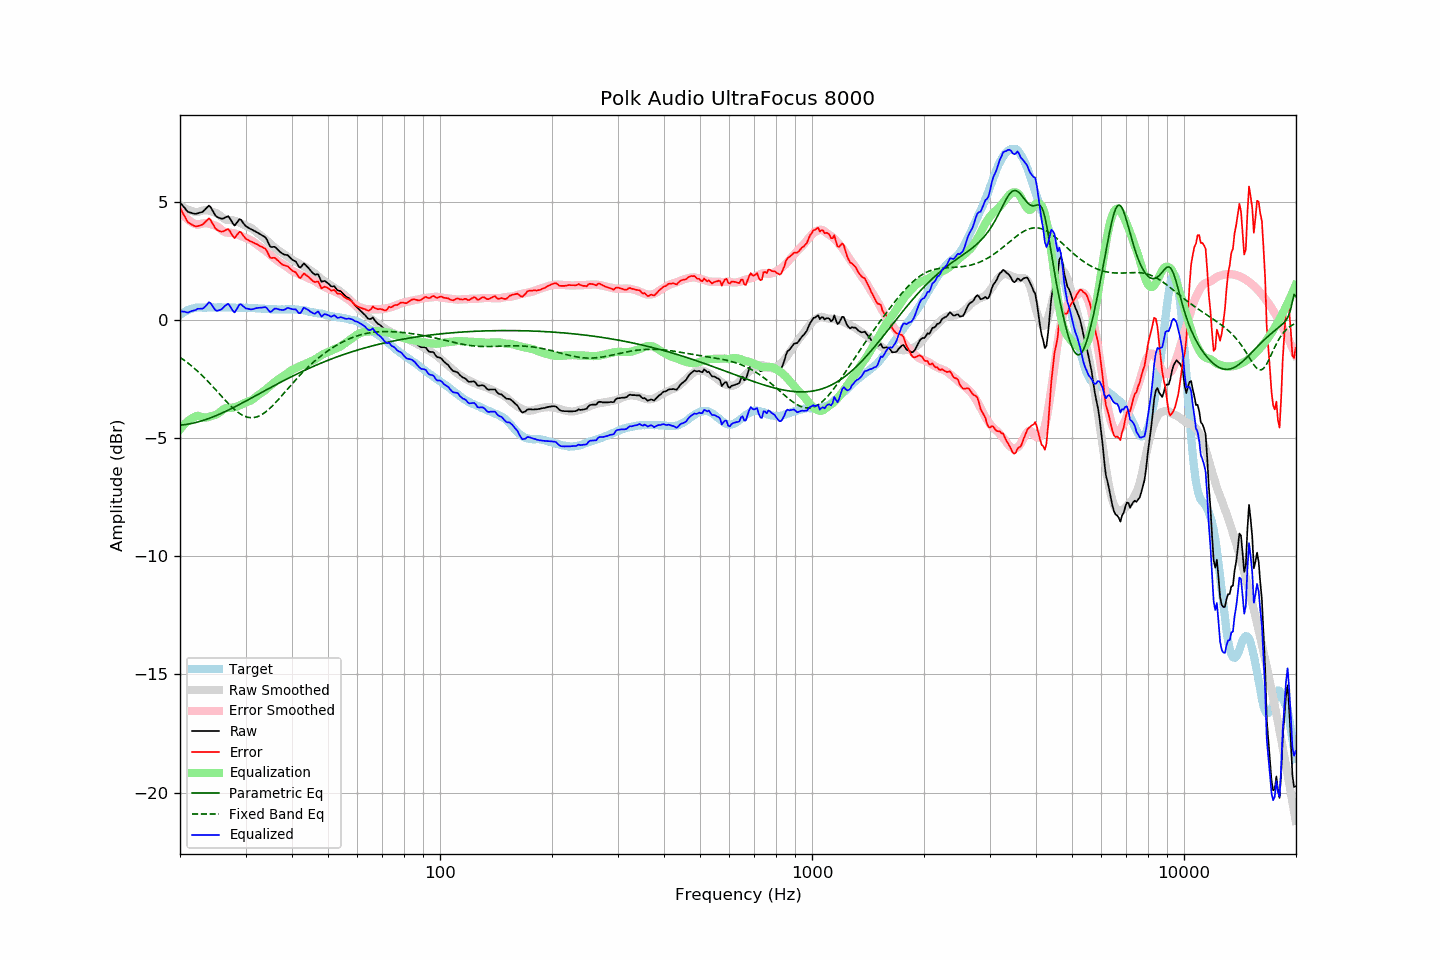 Polk Audio UltraFocus 8000
Amplitude (dBr)
5
0
−5
−10
−15
−20
Target
Raw Smoothed
Error Smoothed
Raw
Error
Equalization
Parametric Eq
Fixed Band Eq
Equalized
100
1000
10000
Frequency (Hz)